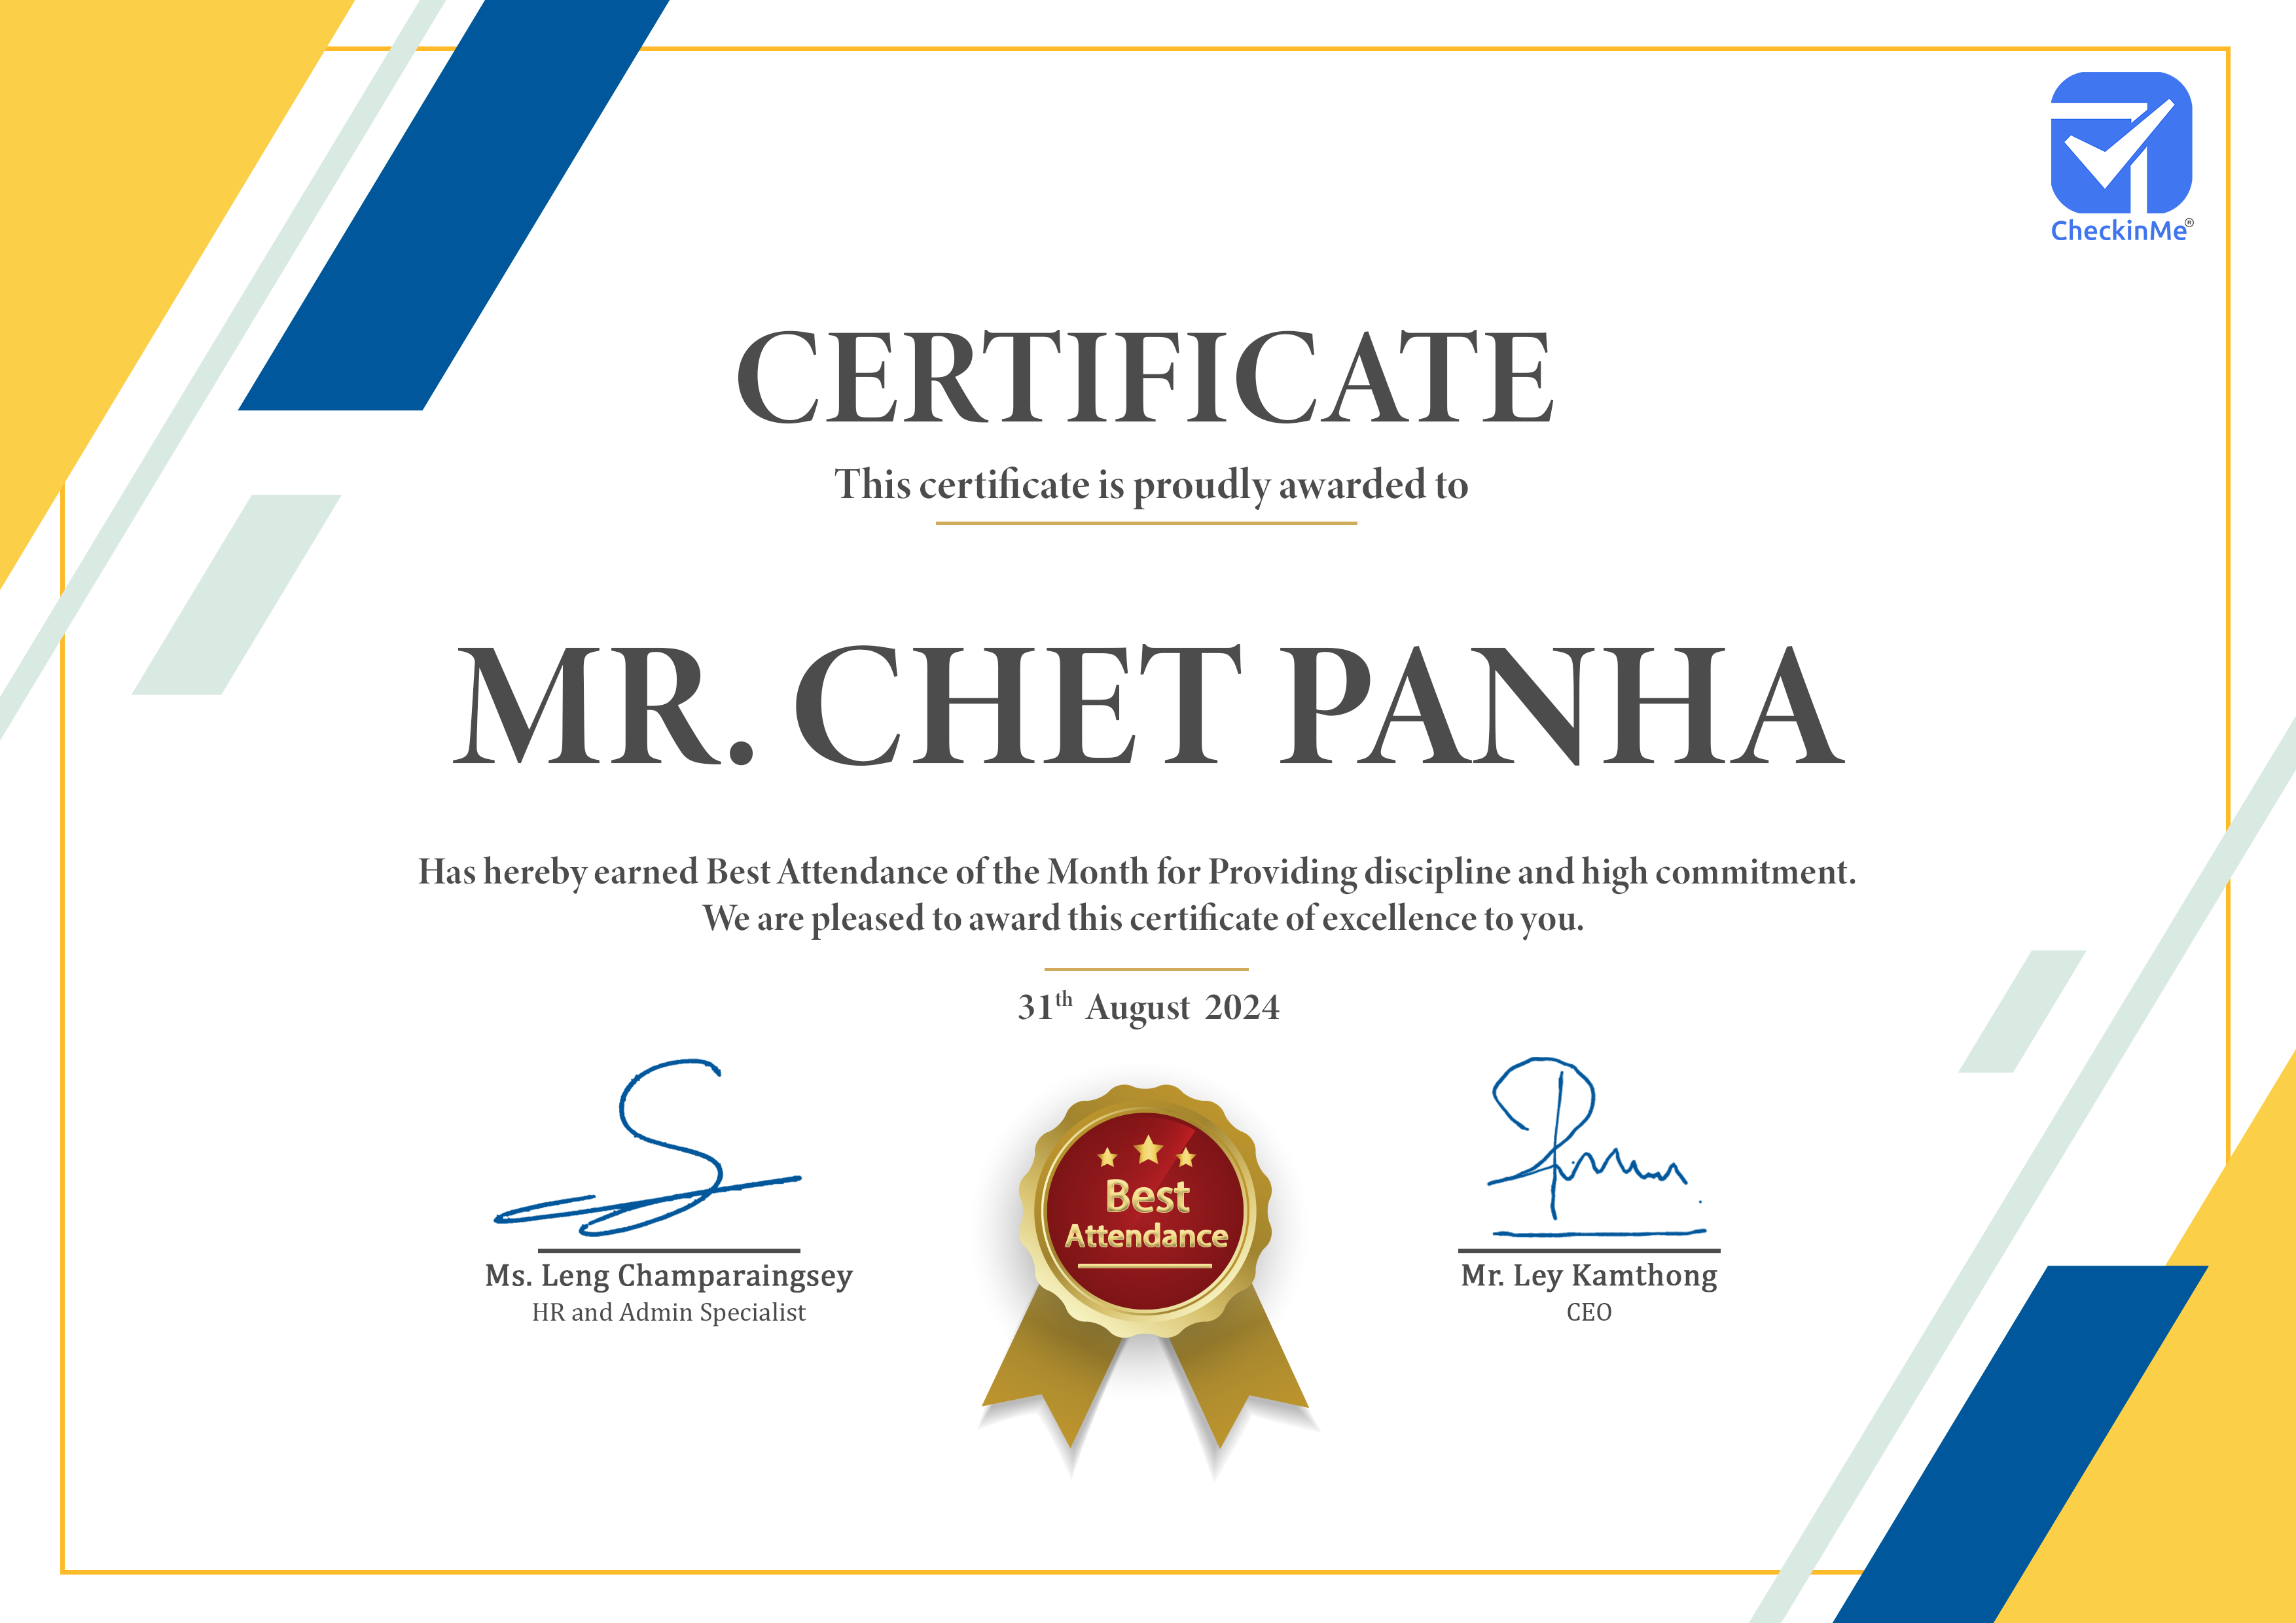 CheckinMe®
CERTIFICATE
This certificate is proudly awarded to
MR. CHET PANHA
Has hereby earned Best Attendance of the Month for Providing discipline and high commitment.
We are pleased to award this certificate of excellence to you.
31th August 2024
Best
Attendance
Ms. Leng Champaraingsey
HR and Admin Specialist
Mr. Ley Kamthong
CEO